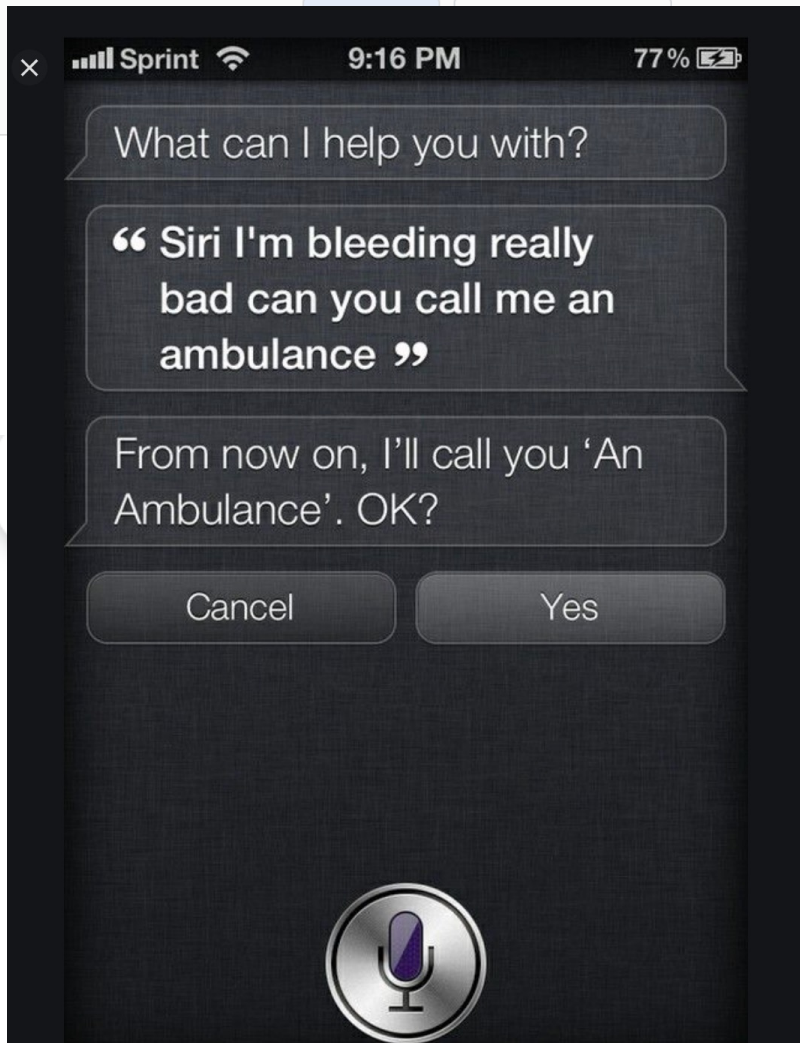 Sprint 9:16 PM 77%
What can I help you with?
“ Siri I'm bleeding really
bad can you call me an
ambulance ”
From now on, I’ll call you ‘An
Ambulance’. OK?
Cancel Yes